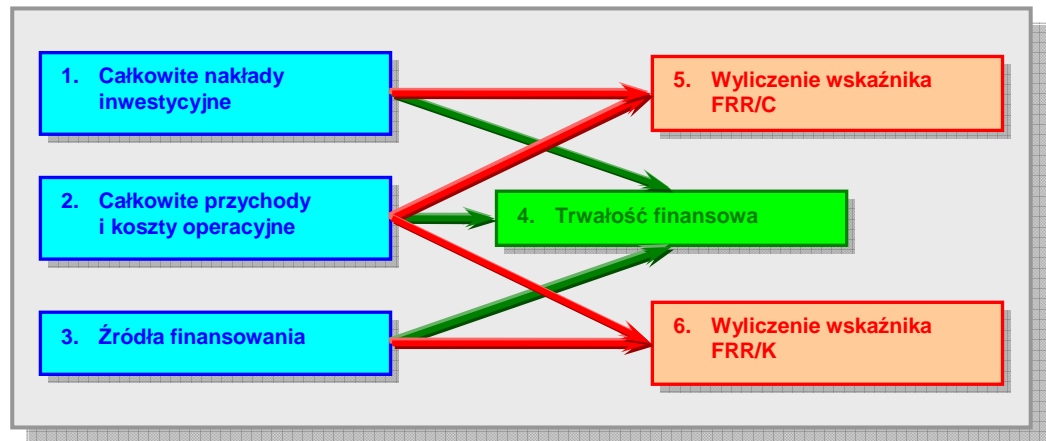 1. Całkowite nakłady
inwestycyjne
2. Całkowite przychody
i koszty operacyjne
3. Źródła finansowania
4. Trwałość finansowa
5. Wyliczenie wskaźnika
FRR/C
6. Wyliczenie wskaźnika
FRR/K